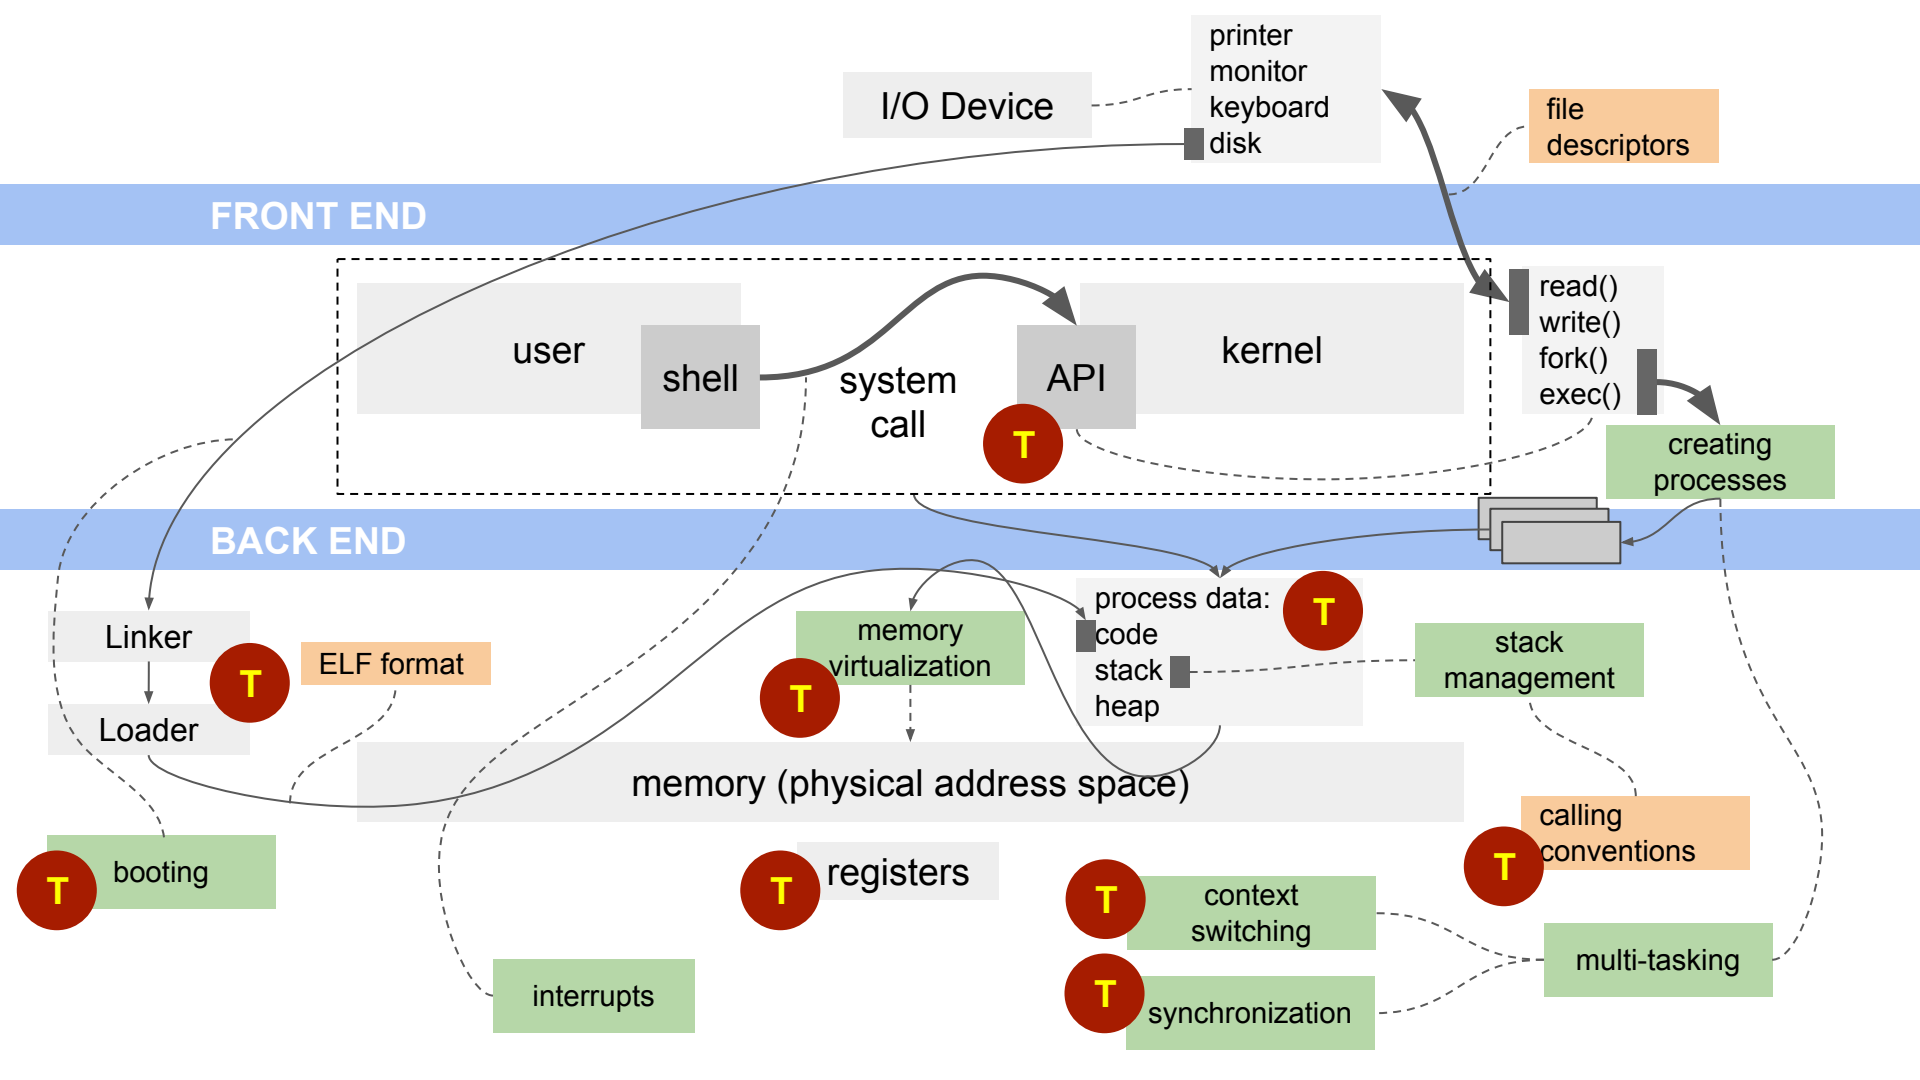 printer
monitor
keyboard
disk
I/O Device
file
descriptors
FRONT END
user
shell
system
call
API
kernel
T
read()
write()
fork()
exec()
creating
processes
BACK END
Linker
Loader
T
ELF format
memory
virtualization
T
process data:
code
stack
heap
T
stack
management
memory (physical address space)
calling
conventions
T
booting
T
registers
T
context
switching
T
multi-tasking
interrupts
synchronization
T